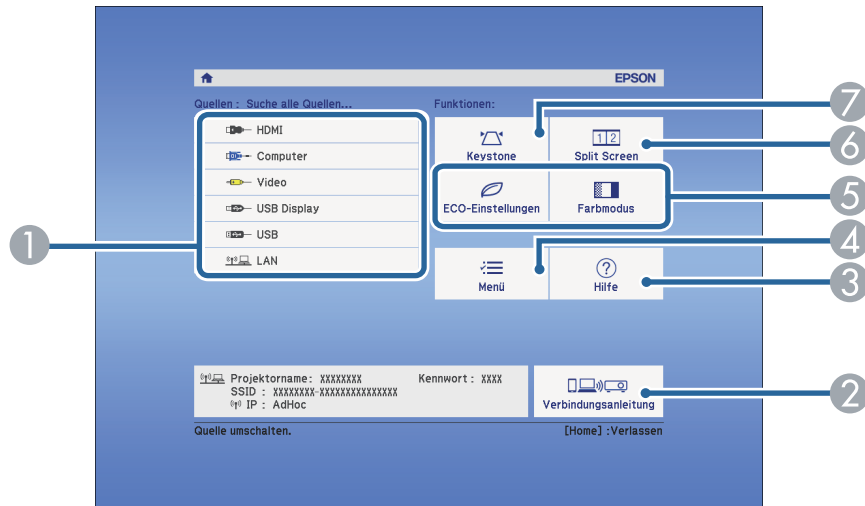 EPSON
Quellen : Suche alle Quellen...
Funktionen:
HDMI
Computer
Video
USB Display
USB
LAN
Keystone
1 2
Split Screen
ECO-Einstellungen
Farbmodus
Menü
?
Hilfe
Projektorname: XXXXXXXX Kennwort : XXXX
SSID : XXXXXXXX-XXXXXXXXXXXXXXX
IP : AdHoc
Verbindungsanleitung
Quelle umschalten.
[Home] :Verlassen
1
7
6
5
4
3
2